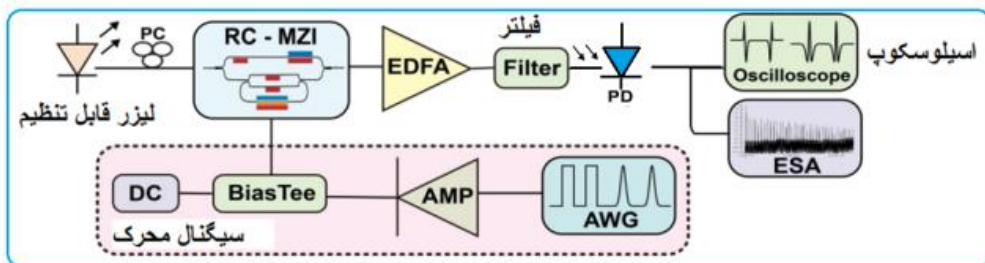 PC
RC - MZI
EDFA
فیلتر
Filter
PD
Oscilloscope
اسیلوسکوپ
ESA
لیزر قابل تنظیم
DC
BiasTee
AMP
AWG
سیگنال محرک